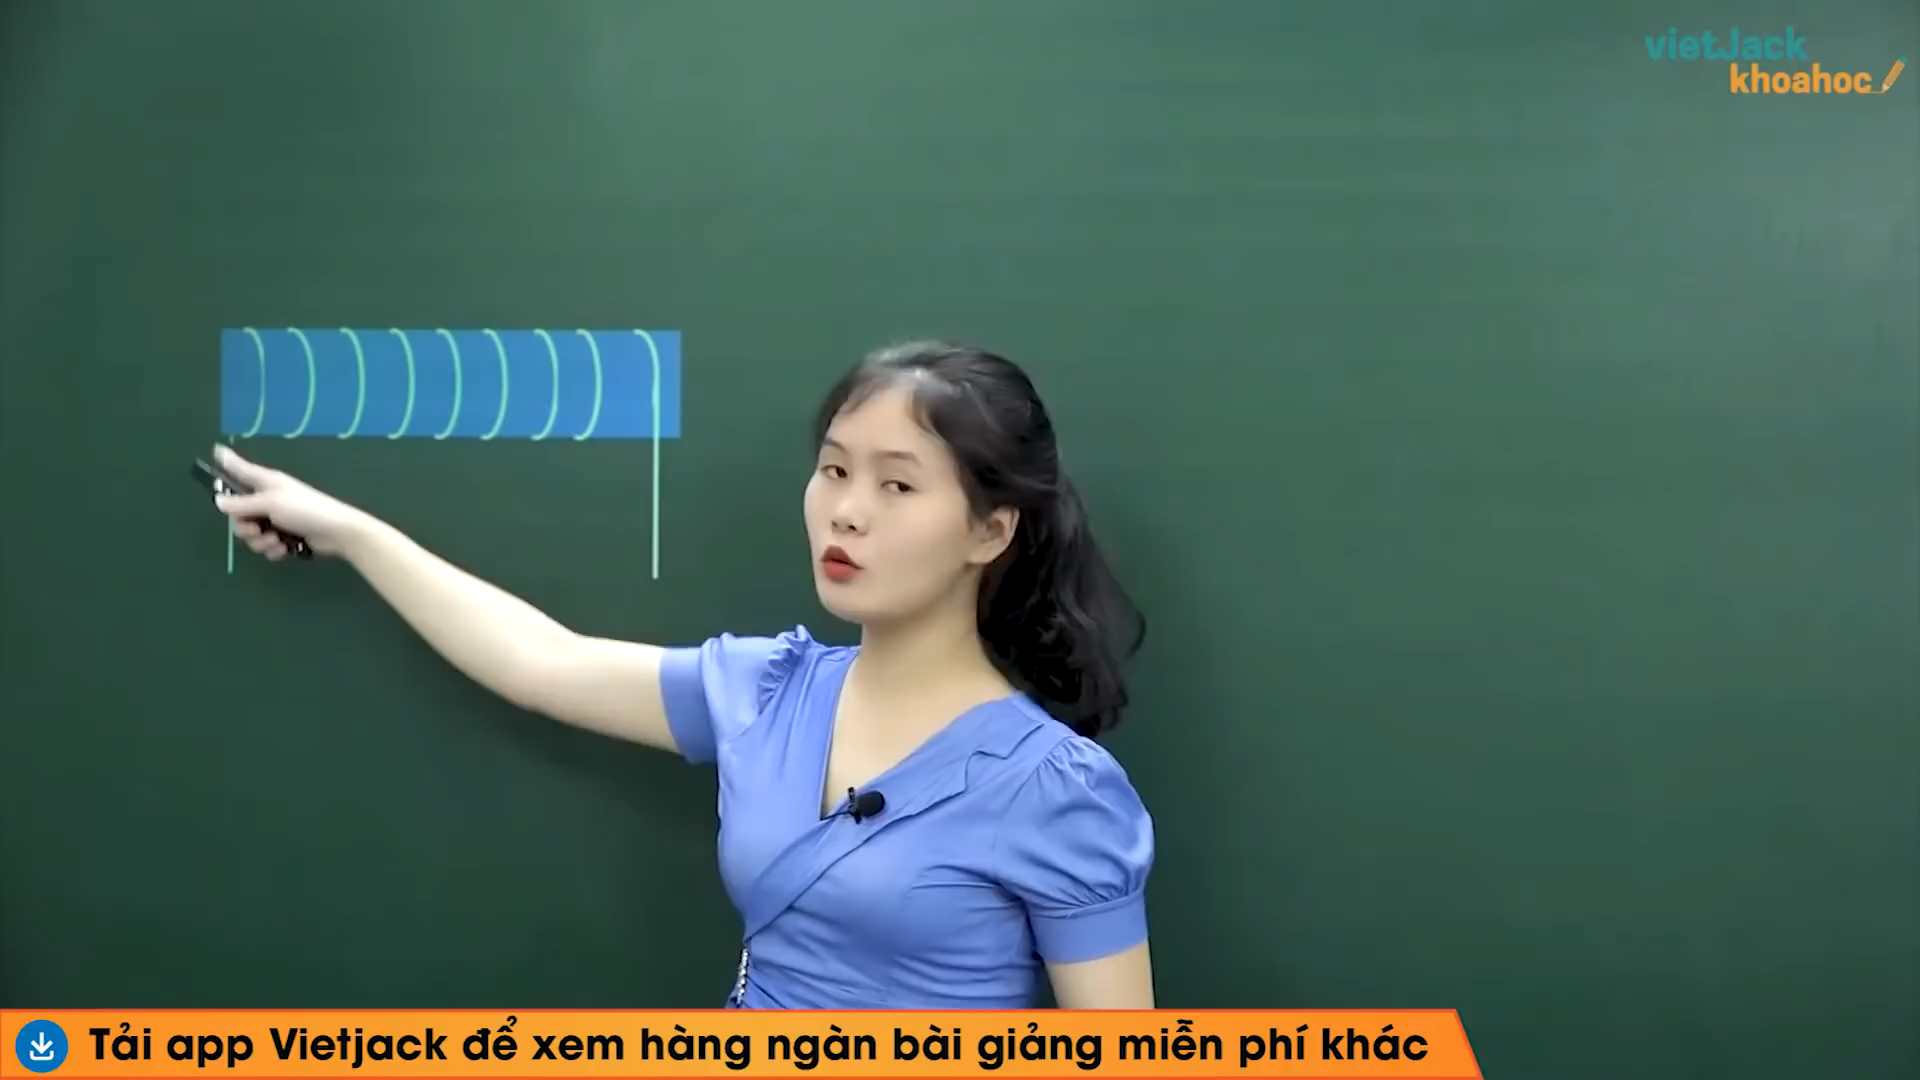 vietJack
khoahoc
Tải app Vietjack để xem hàng ngàn bài giảng miễn phí khác